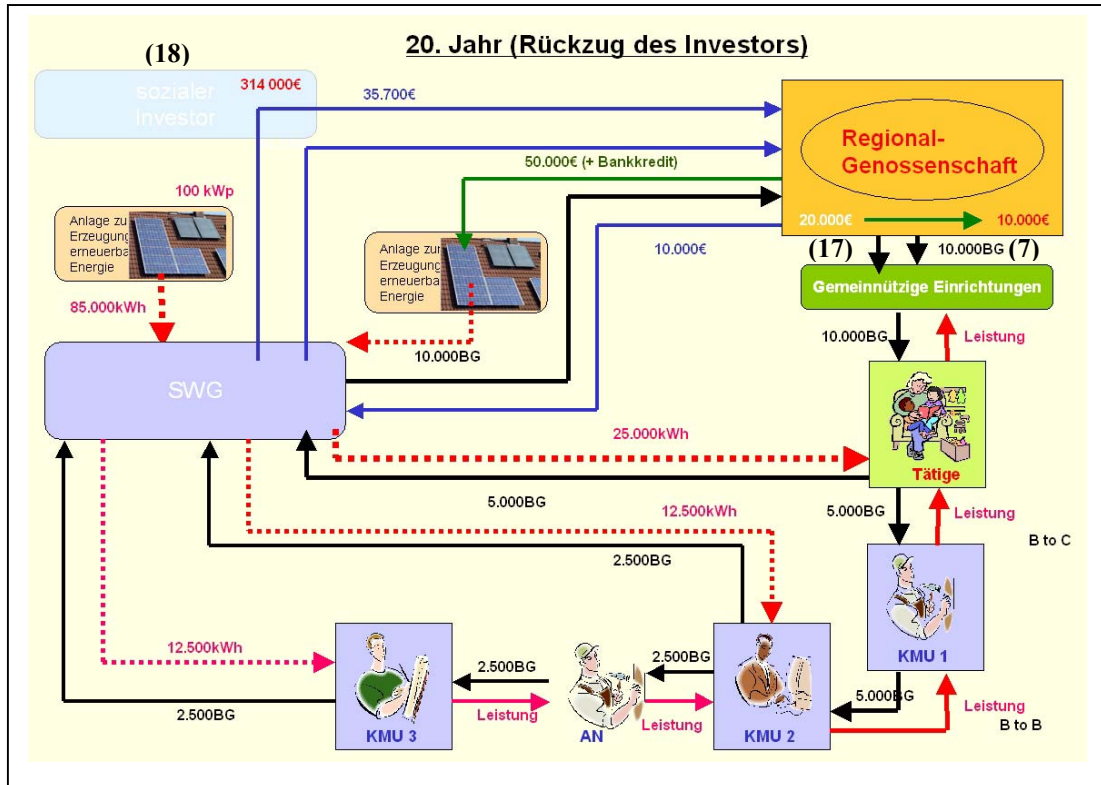 20. Jahr (Rückzug des Investors)
(18)
sozialer
Investor
314 000€
35.700€
50.000€ (+ Bankkredit)
Regional-
Genossenschaft
20.000€
10.000€
(17)
10.000BG
(7)
100 kWp
Anlage zu
Erzeugung
erneuerba
Energie
Anlage zur
Erzeugung
erneuerba
Energie
10.000€
Gemeinnützige Einrichtungen
85.000kWh
10.000BG
10.000BG
Leistung
SWG
25.000kWh
Tätige
5.000BG
12.500kWh
5.000BG
Leistung
B to C
2.500BG
KMU 1
12.500kWh
2.500BG
2.500BG
5.000BG
2.500BG
Leistung
Leistung
Leistung
B to B
KMU 3
AN
KMU 2